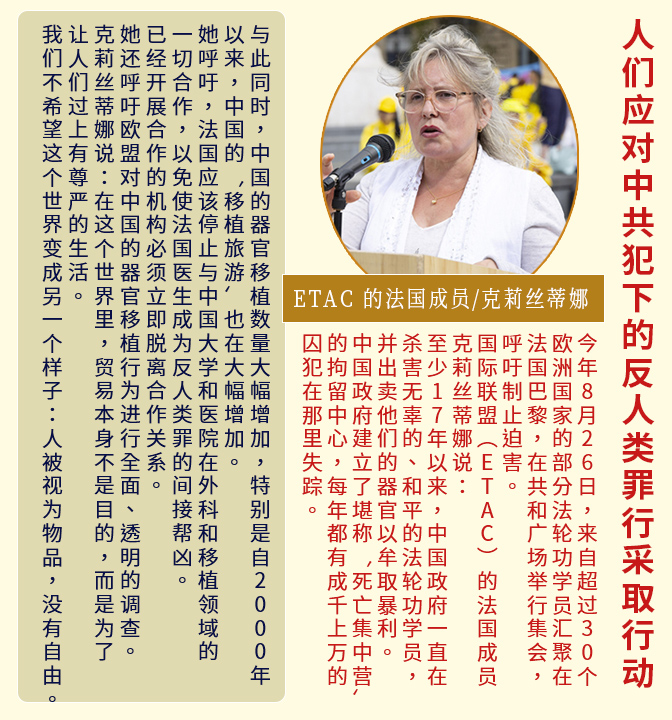 人们应对中共犯下的反人类罪行采取行动
ETAC 的法国成员/克莉丝蒂娜
今年8月26日，来自超过30个
欧洲国家的部分法轮功学员汇聚在
法国巴黎，在共和广场举行集会，
呼吁制止迫害。
国际联盟（ETAC）的法国成员
克莉丝蒂娜说：
至少17年以来，中国政府一直在
杀害无辜的、和平的法轮功学员，
并出卖他们的器官以牟取暴利。
中国政府建立了堪称‘死亡集中营’
的拘留中心，每年都有成千上万的
囚犯在那里失踪。
与此同时，中国的器官移植数量大幅增加，特别是自2000年
以来，中国的‘移植旅游’也在大幅增加。
她呼吁，法国应该停止与中国大学和医院在外科和移植领域的
一切合作，以免使法国医生成为反人类罪的间接帮凶。
已经开展合作的机构必须立即脱离合作关系。
她还呼吁欧盟对中国的器官移植行为进行全面、透明的调查。
克莉丝蒂娜说：在这个世界里，贸易本身不是目的，而是为了
让人们过上有尊严的生活。
我们不希望这个世界变成另一个样子：人被视为物品，没有自由。